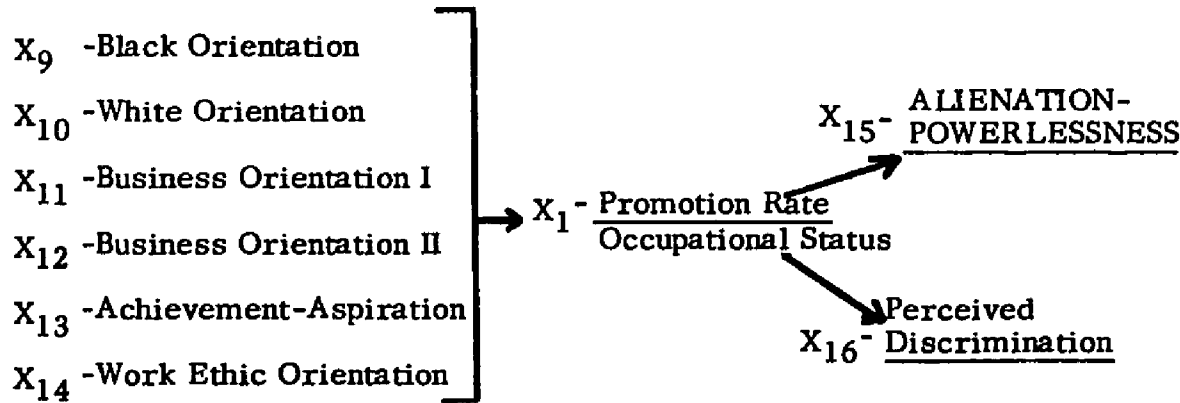 X9 -Black Orientation
X10 -White Orientation
X11 -Business Orientation I
X12 -Business Orientation II
X13 -Achievement-Aspiration
X14 -Work Ethic Orientation
X1 - Promotion Rate
Occupational Status
X15- ALIENATION-
POWERLESSNESS
Perceived
X16- Discrimination